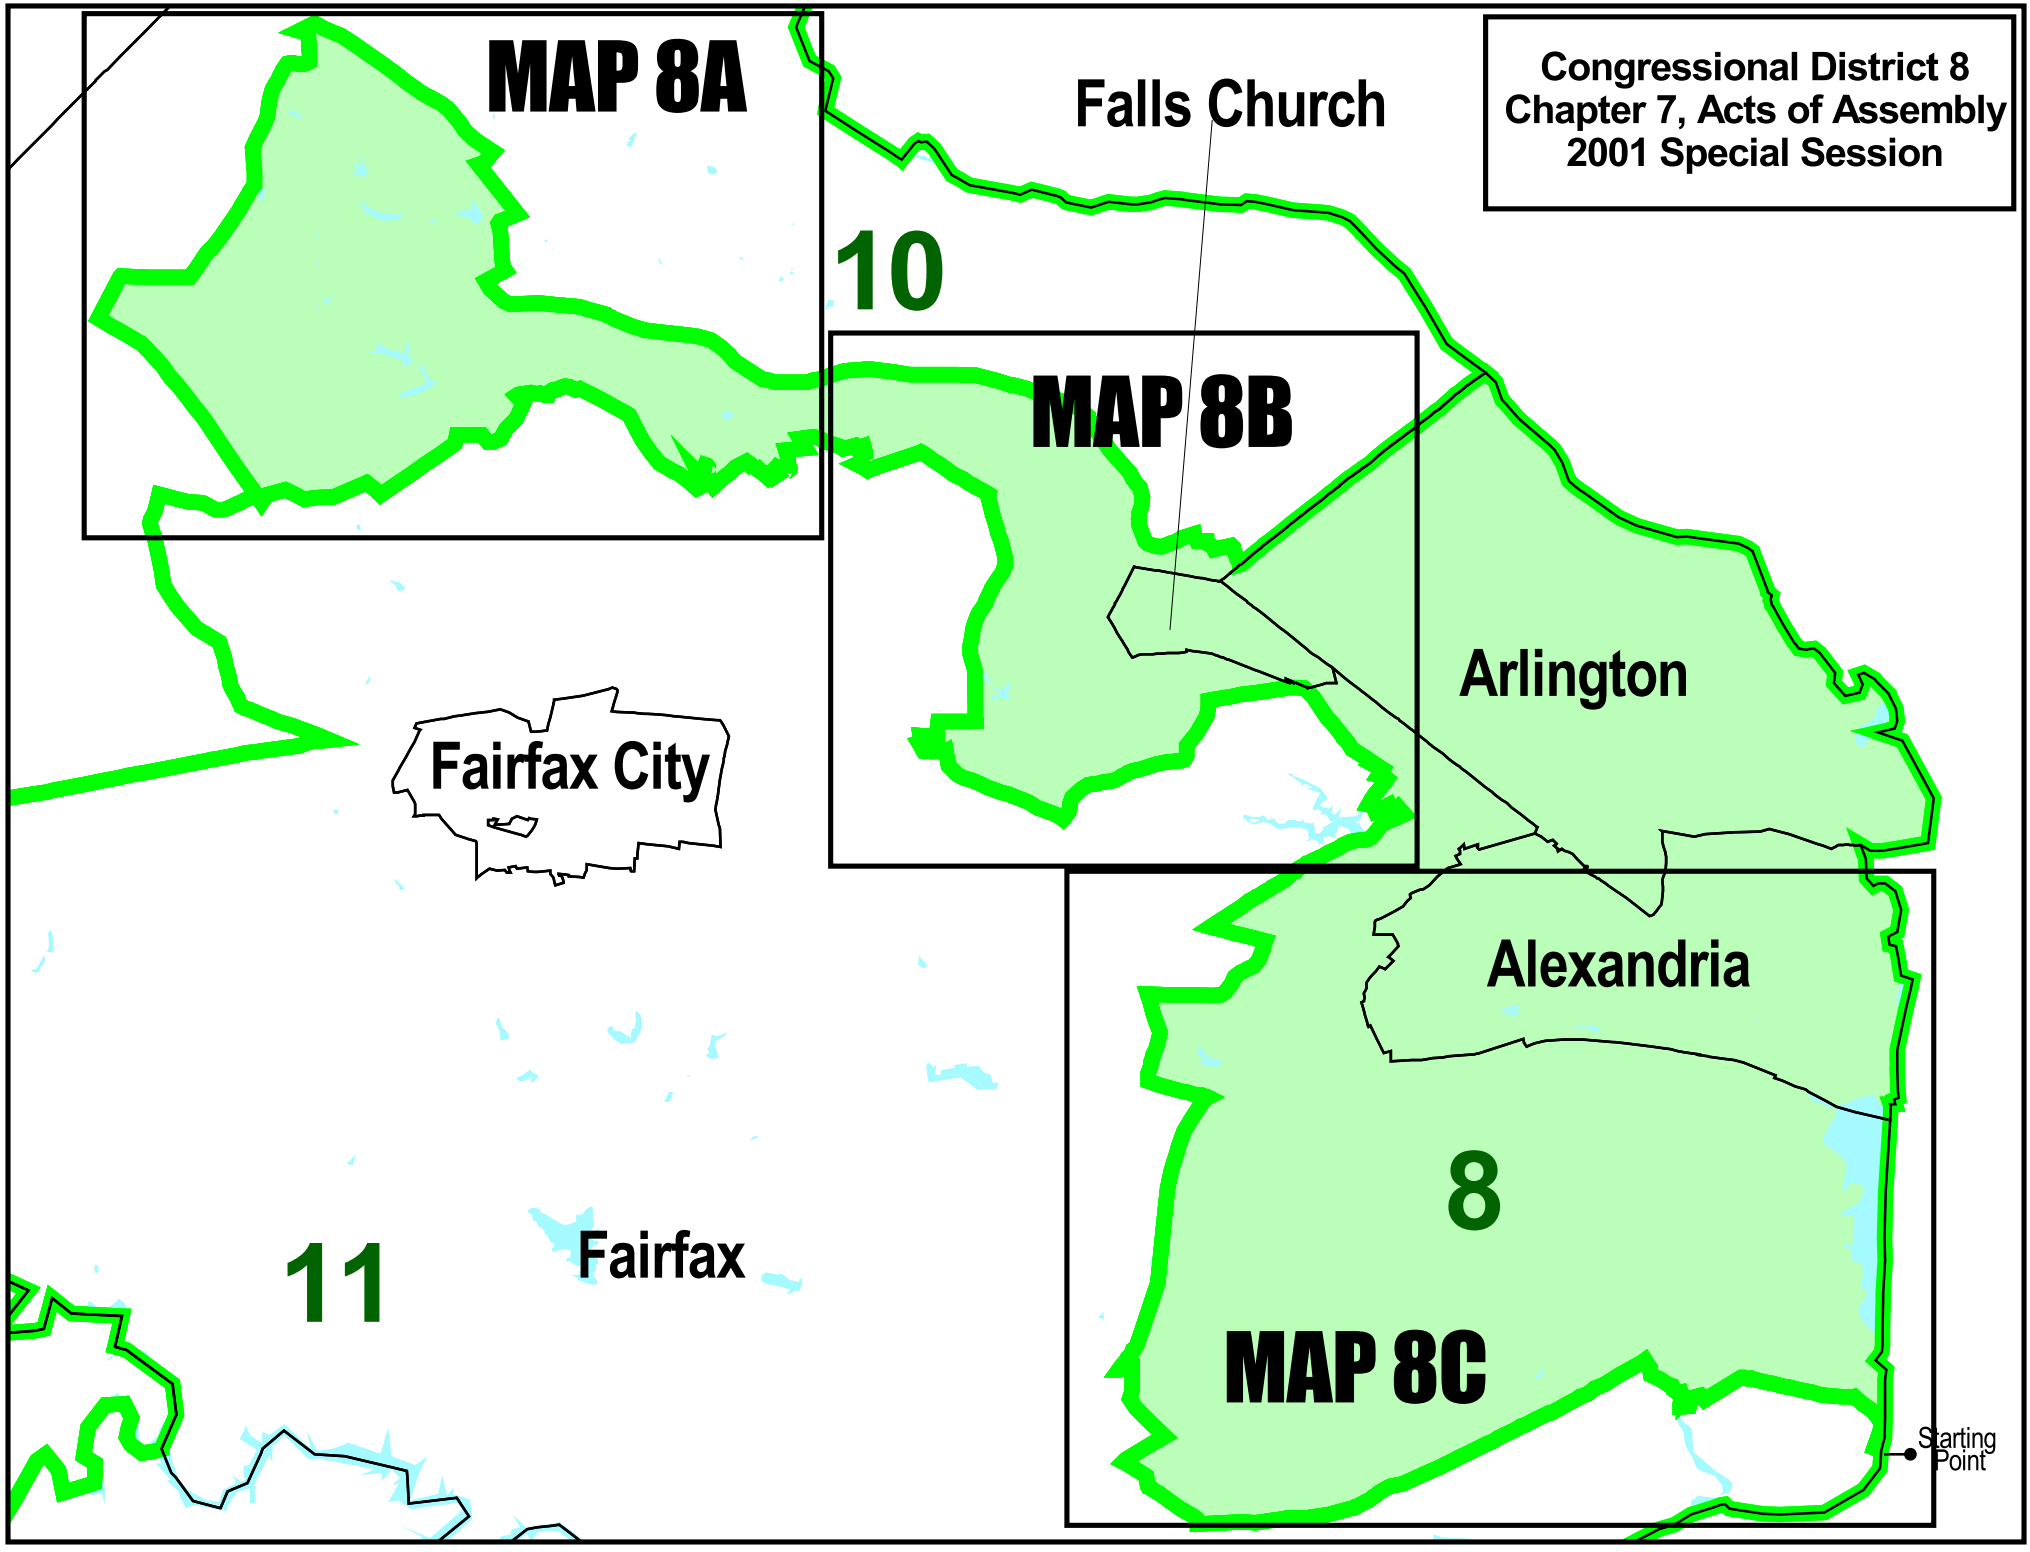 MAP 8A
Falls Church
Congressional District 8
Chapter 7, Acts of Assembly
2001 Special Session
10
MAP 8B
Arlington
Fairfax City
Alexandria
8
Fairfax
11
MAP 8C
Starting
Point